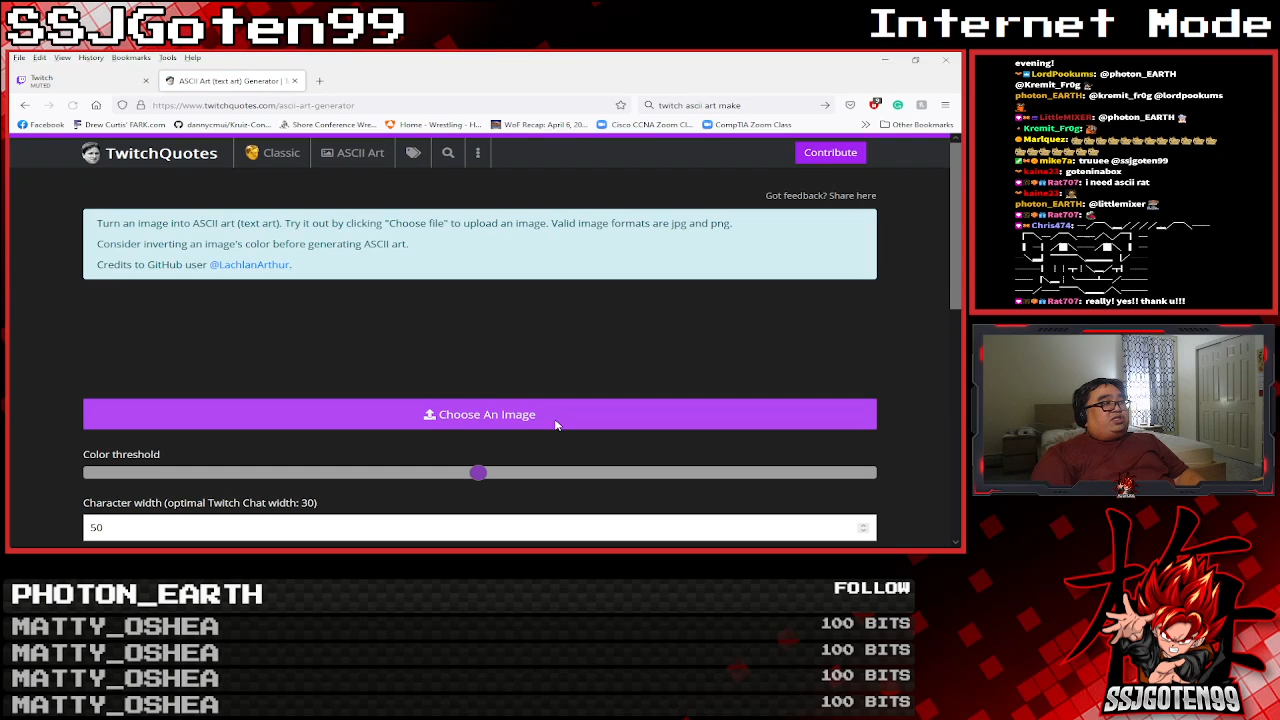 SSJGoten99
Internet Mode
File Edit View History Bookmarks Tools Help
Twitch
MUTED
ASCII Art (text art) Generator |
https://www.twitchquotes.com/ascii-art-generator
twitch ascii art make
Facebook
Drew Curtis' FARK.com
dannycmui/Kruiz-Con...
Shore Conference Wre...
Home - Wrestling - H...
WoF Recap: April 6, 20...
Cisco CCNA Zoom Cl...
CompTIA Zoom Class
Other Bookmarks
TwitchQuotes
Classic
ASCII Art
Contribute
Got feedback? Share here
Turn an image into ASCII art (text art). Try it out by clicking "Choose file" to upload an image. Valid image formats are jpg and png.
Consider inverting an image's color before generating ASCII art.
Credits to GitHub user @LachlanArthur.
Choose An Image
Color threshold
Character width (optimal Twitch Chat width: 30)
50
evening!
LordPookums: @photon_EARTH
@Kremit_Fr0g
photon_EARTH: @kremit_fr0g @lordpookums
LittleMIXER: @photon_EARTH
Kremit_Fr0g:
Mar1quez:
mike7a: truuee @ssjgoten99
kaine23: goteninabox
Rat707: i need ascii rat
kaine23:
photon_EARTH: @littlemixer
Rat707:
Chris474:
Rat707: really! yes!! thank u!!!
PHOTON_EARTH FOLLOW
MATTY_OSHEA 100 BITS
MATTY_OSHEA 100 BITS
MATTY_OSHEA 100 BITS
MATTY_OSHEA 100 BITS
SSJGOTEN99